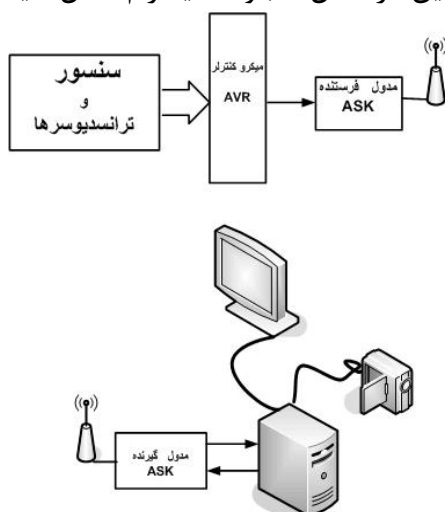 سنسور
و
ترانسدیوسرها
میکرو کنترلر
AVR
مدول فرستنده
ASK
مدول گیرنده
ASK